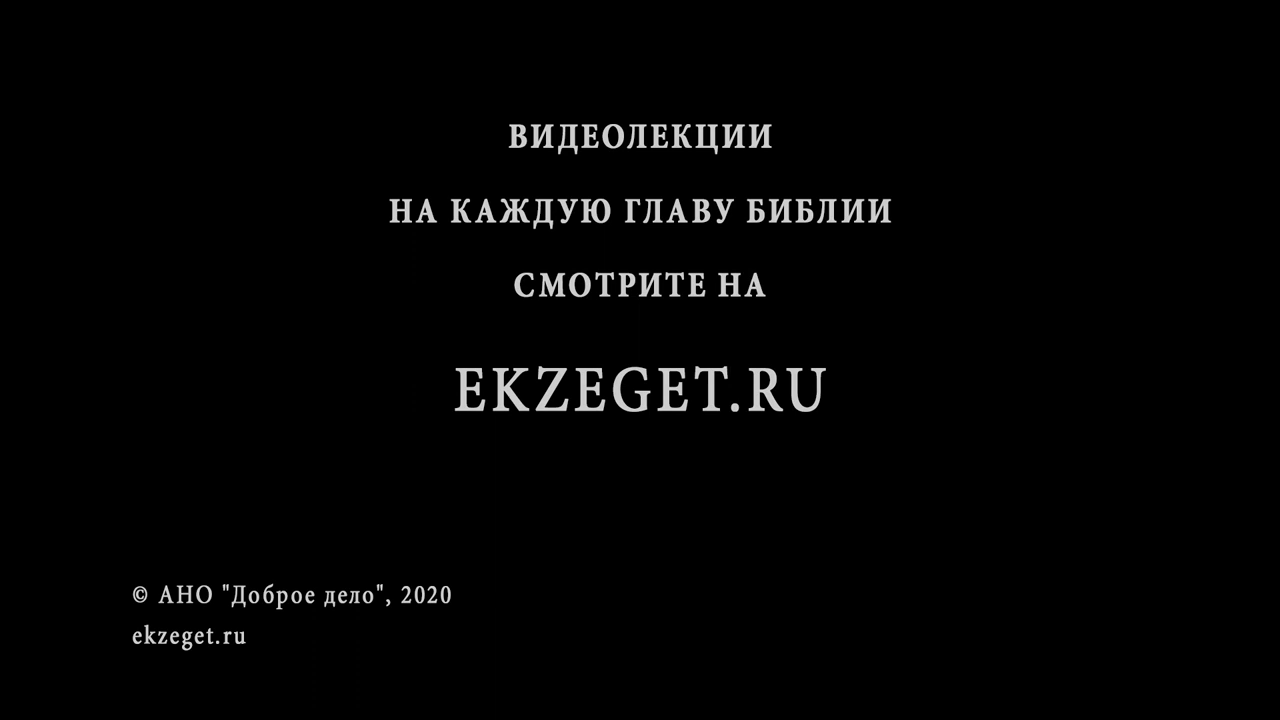 ВИДЕОЛЕКЦИИ
НА КАЖДУЮ ГЛАВУ БИБЛИИ
СМОТРИТЕ НА
EKZEGET.RU
© АНО "Доброе дело", 2020
ekzeget.ru